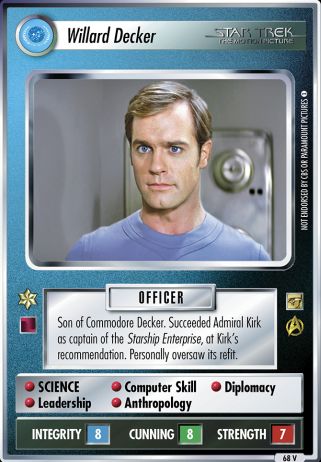 Willard Decker
STAR TREK
THE MOTION PICTURE
NOT ENDORSED BY CBS OR PARAMOUNT PICTURES
OFFICER
Son of Commodore Decker. Succeeded Admiral Kirk
as captain of the Starship Enterprise, at Kirk's
recommendation. Personally oversaw its refit.
SCIENCE Computer Skill Diplomacy
Leadership Anthropology
INTEGRITY 8 CUNNING 8 STRENGTH 7
68 V